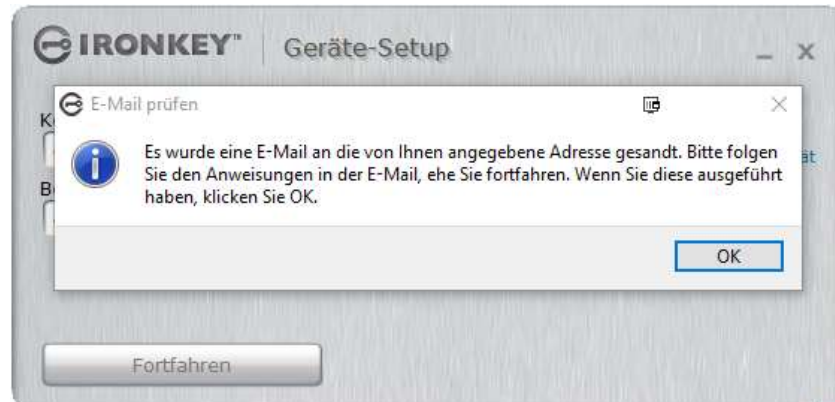 IRONKEY™ Geräte-Setup
E-Mail prüfen
Es wurde eine E-Mail an die von Ihnen angegebene Adresse gesandt. Bitte folgen
Sie den Anweisungen in der E-Mail, ehe Sie fortfahren. Wenn Sie diese ausgeführt
haben, klicken Sie OK.
OK
Fortfahren